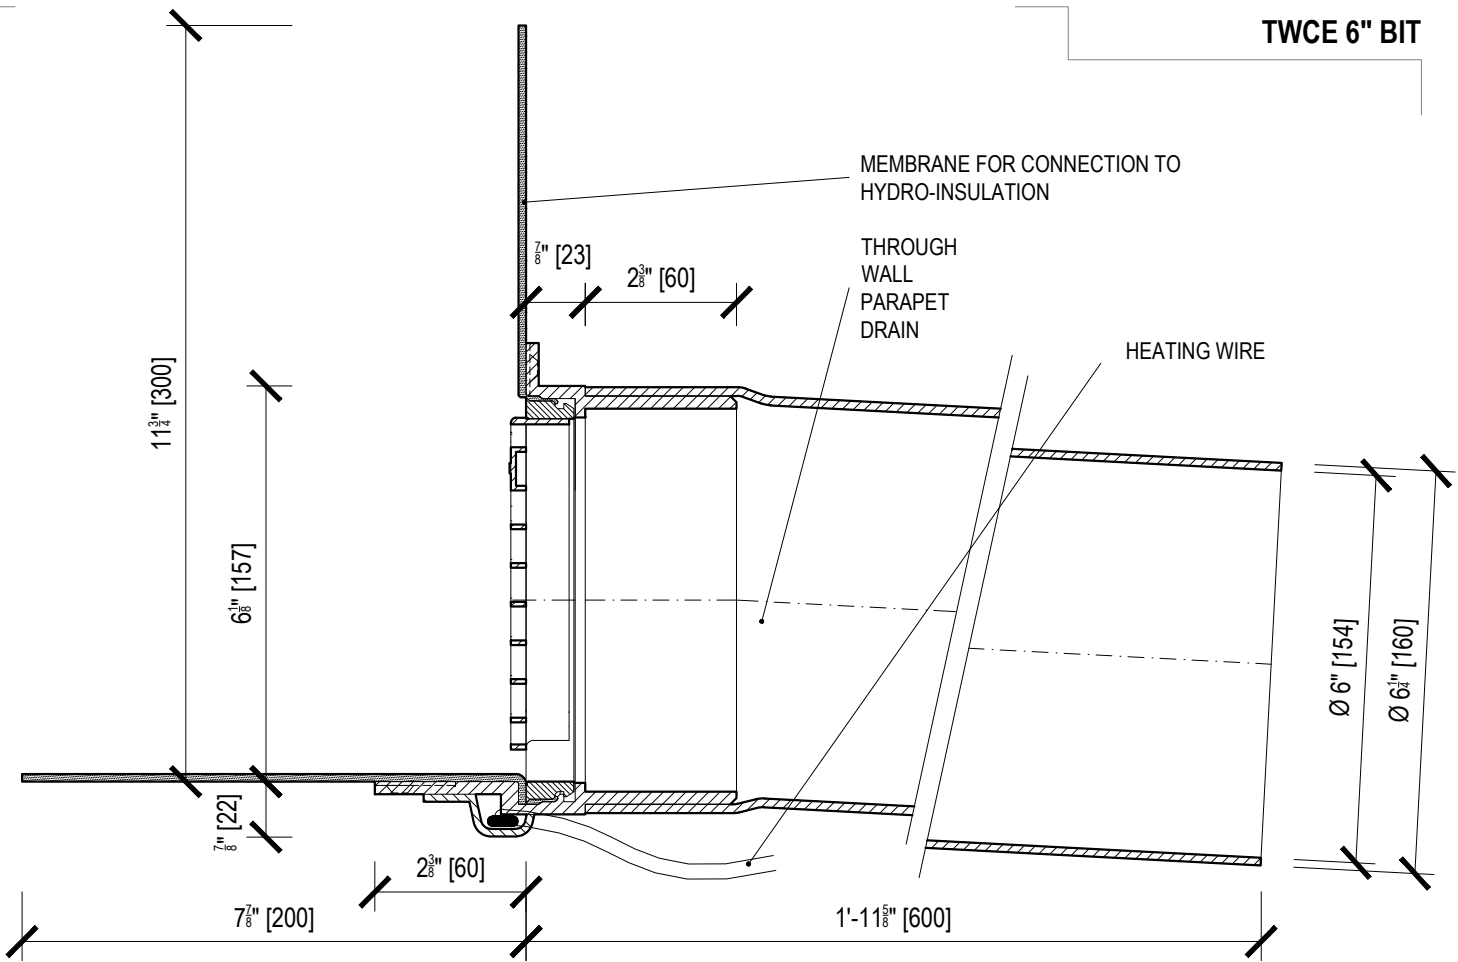 TWCE 6" BIT
MEMBRANE FOR CONNECTION TO
HYDRO-INSULATION
7/8" [23]
2 3/8" [60]
THROUGH
WALL
PARAPET
DRAIN
HEATING WIRE
11 3/4" [300]
6 1/8" [157]
Ø 6" [154]
Ø 6 1/4" [160]
7/8" [22]
2 3/8" [60]
7 7/8" [200]
1'-11 5/8" [600]